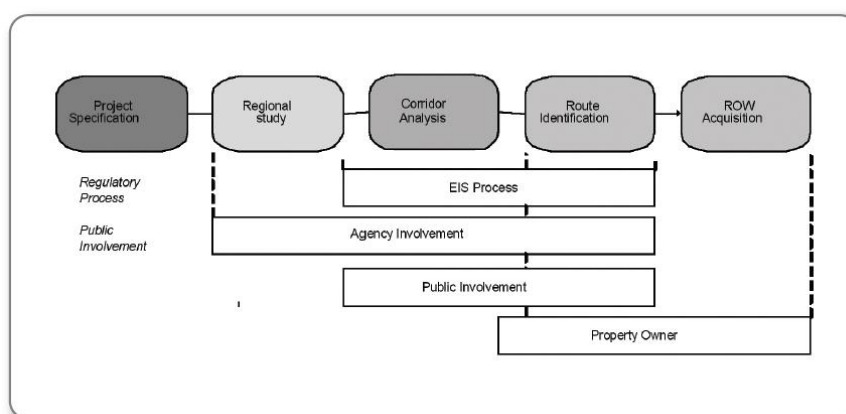 Project
Specification
Regional
study
Corridor
Analysis
Route
Identification
ROW
Acquisition
Regulatory
Process
EIS Process
Public
Involvement
Agency Involvement
Public Involvement
Property Owner